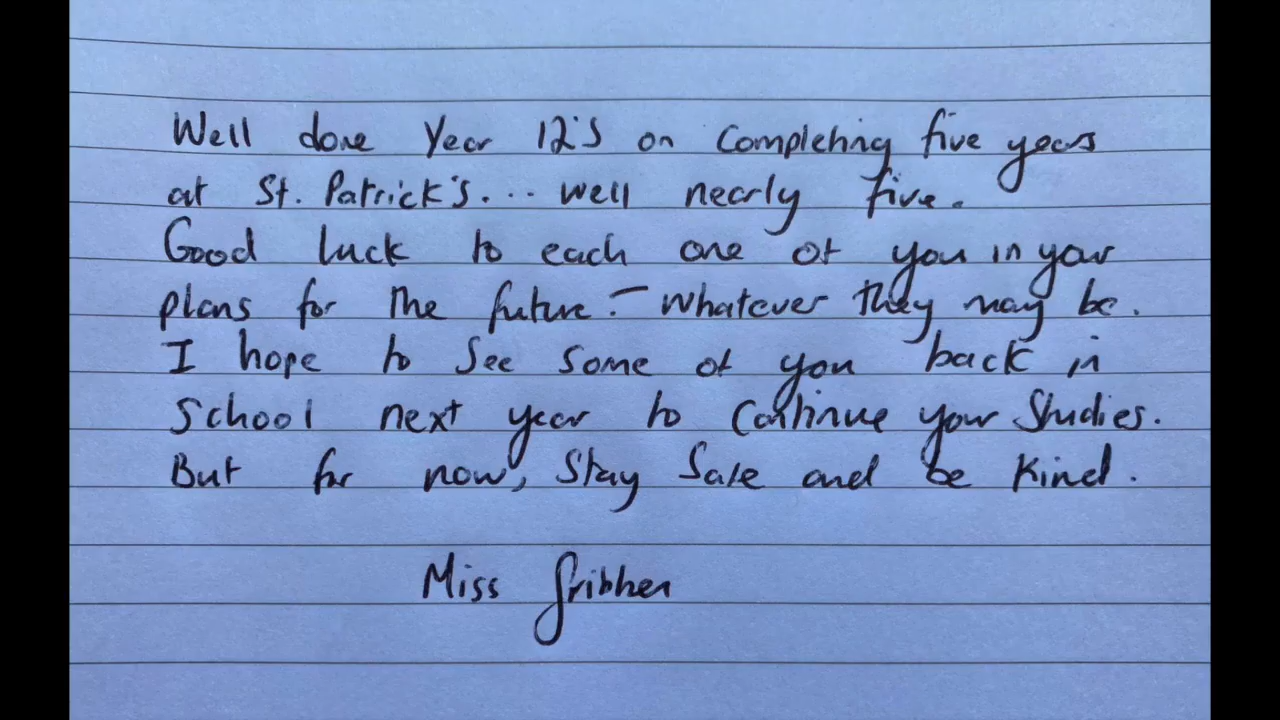 Well done Year 12's on completing five years
at St. Patrick's... well nearly five.
Good luck to each one of you in your
plans for the future - whatever they may be.
I hope to see some of you back in
school next year to continue your studies.
But for now, stay safe and be kind.
Miss Gribben